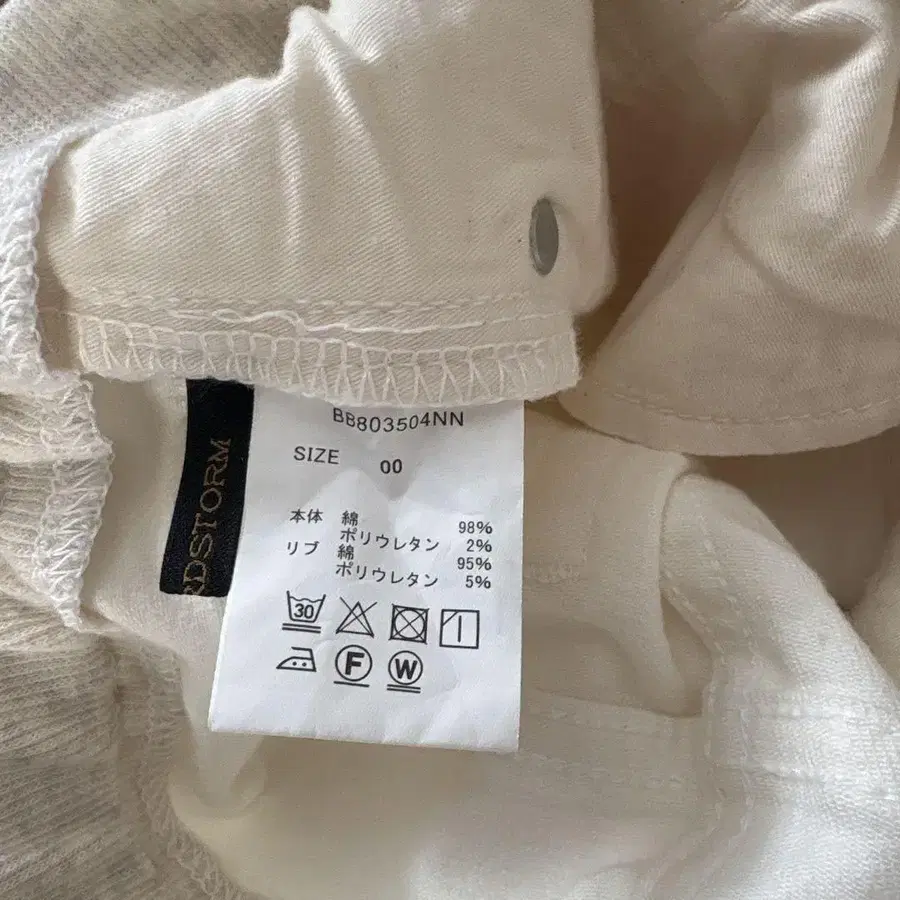 BB803504NN
SIZE 00
本体 綿 98%
ポリウレタン 2%
リブ 綿 95%
ポリウレタン 5%
30
F W
RDSTORM